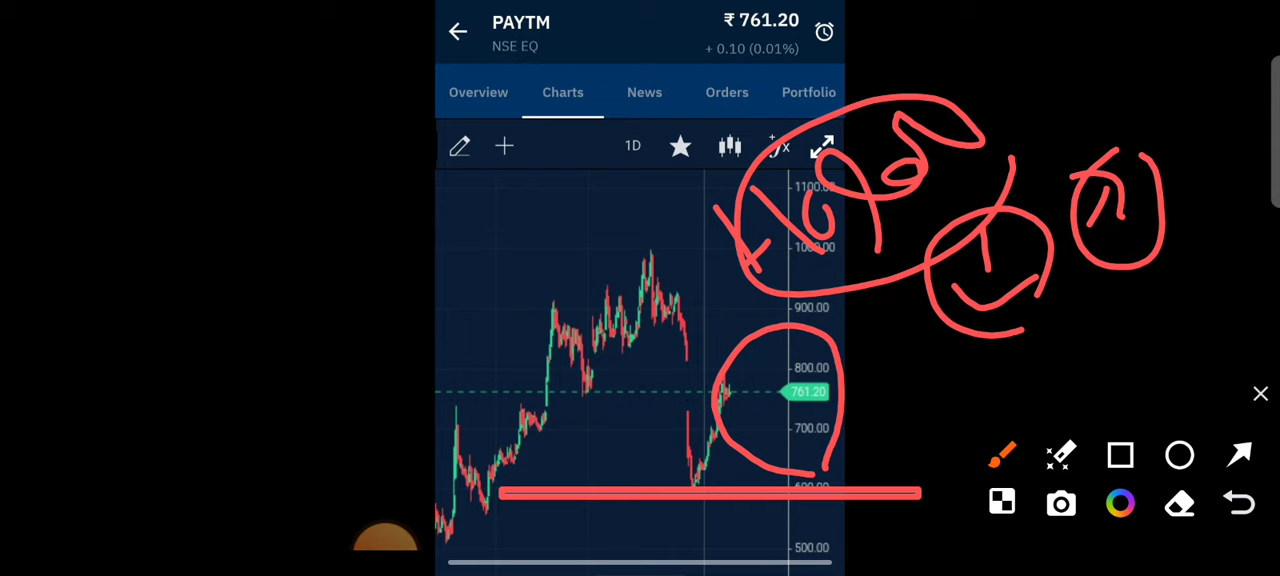 PAYTM
₹ 761.20
NSE EQ
+ 0.10 (0.01%)
Overview Charts News Orders Portfolio
1D
1100.00
1000.00
900.00
800.00
761.20
700.00
600.00
500.00